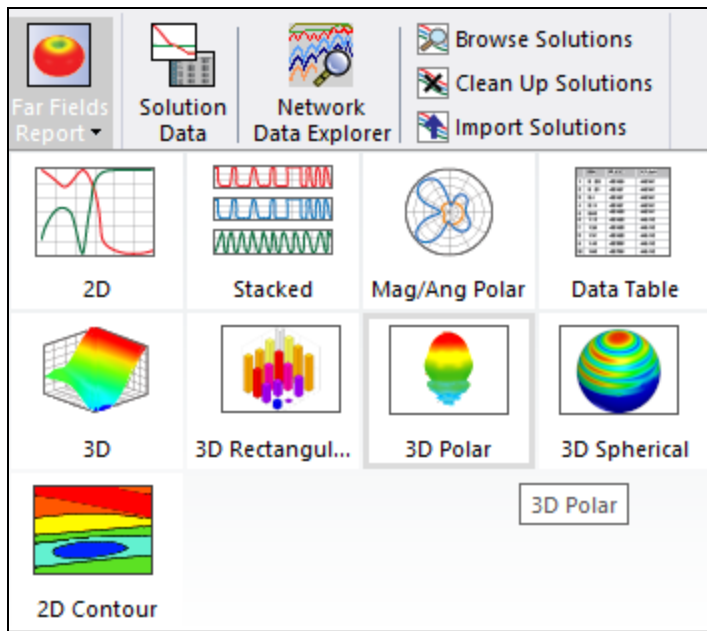 Far Fields
Report
Solution
Data
Network
Data Explorer
Browse Solutions
Clean Up Solutions
Import Solutions
2D
Stacked
Mag/Ang Polar
Data Table
3D
3D Rectangul...
3D Polar
3D Spherical
3D Polar
2D Contour